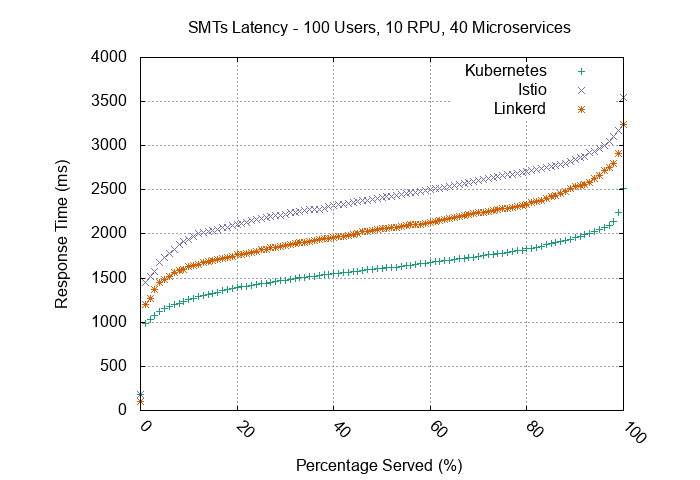 SMTs Latency - 100 Users, 10 RPU, 40 Microservices
Response Time (ms)
4000
3500
3000
2500
2000
1500
1000
500
0
Kubernetes
Istio
Linkerd
0
20
40
60
80
100
Percentage Served (%)